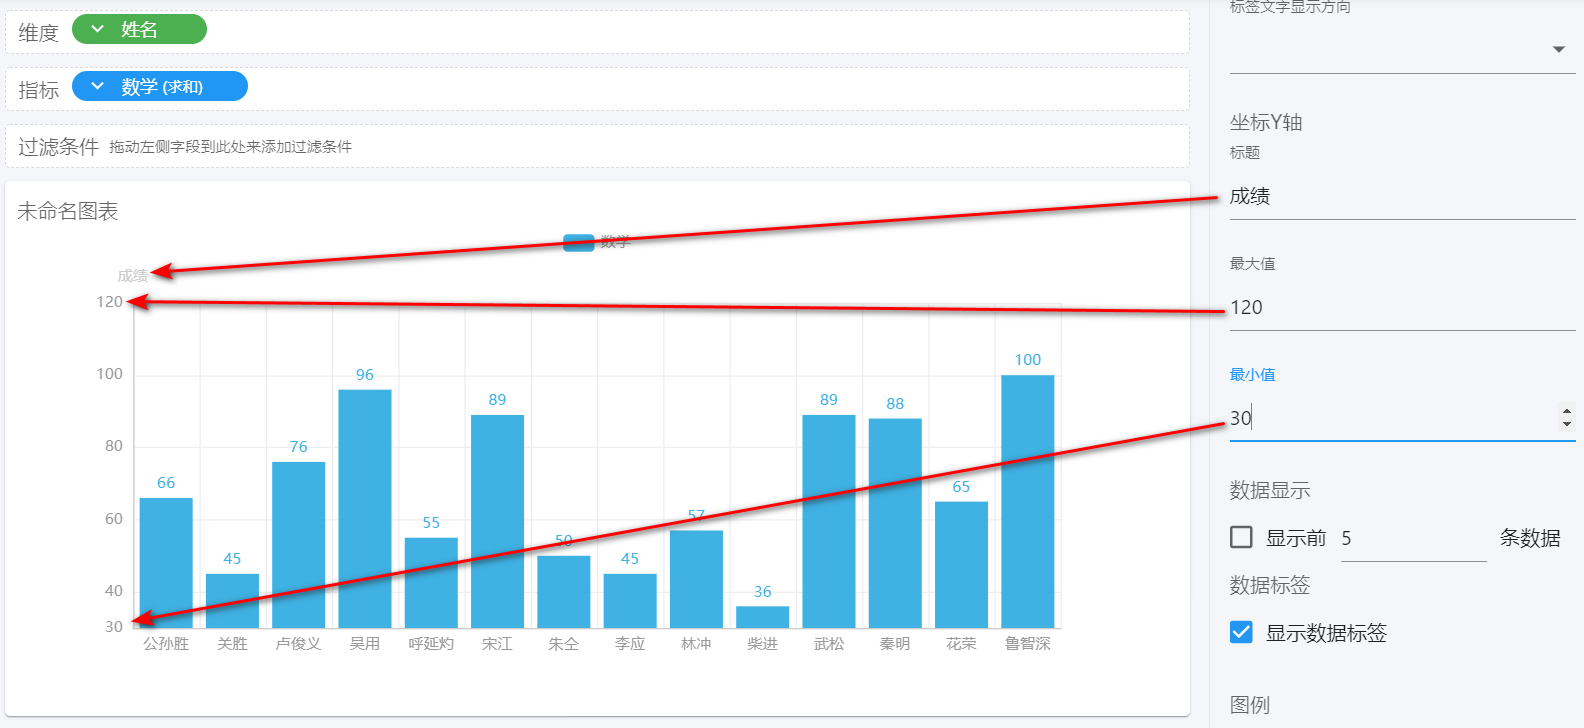 维度 姓名
指标 数学 (求和)
过滤条件 拖动左侧字段到此处来添加过滤条件
未命名图表
数学
成绩
120
100
80
60
40
30
66
45
76
96
55
89
50
45
57
36
89
88
65
100
公孙胜 关胜 卢俊义 吴用 呼延灼 宋江 朱仝 李应 林冲 柴进 武松 秦明 花荣 鲁智深
标签文字显示方向
坐标Y轴
标题
成绩
最大值
120
最小值
30
数据显示
显示前 5 条数据
数据标签
显示数据标签
图例